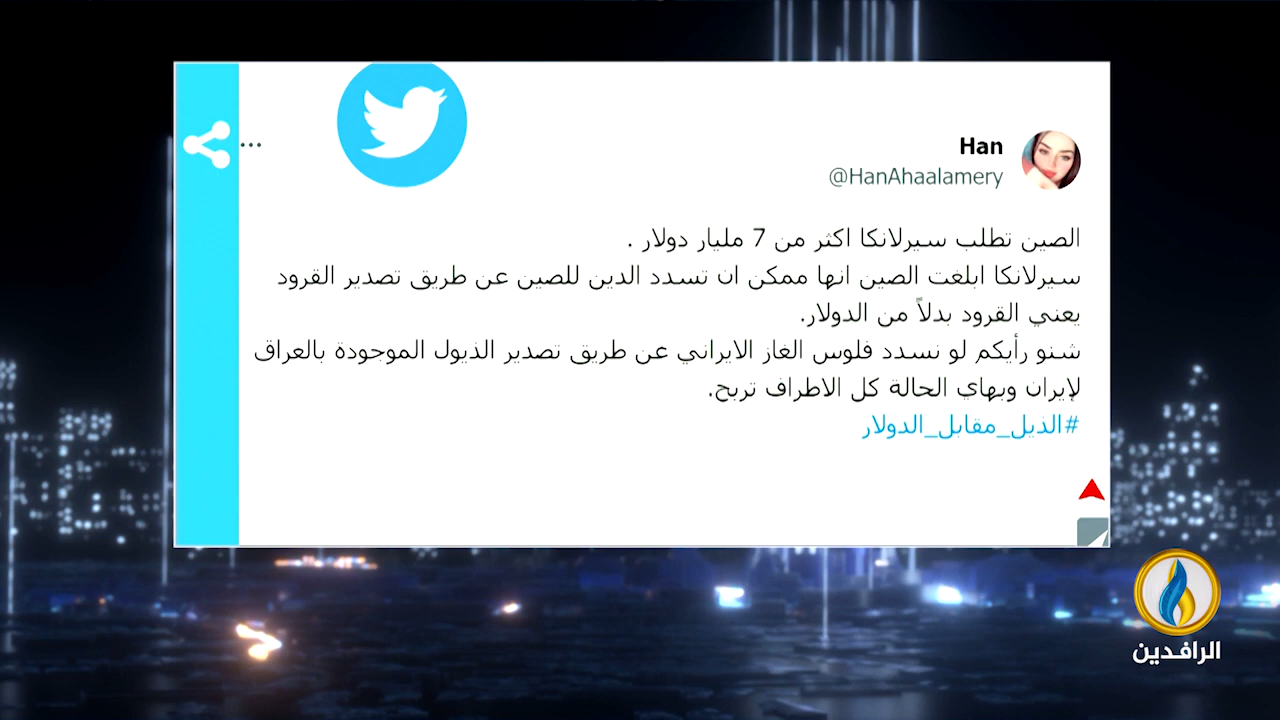 Han
@HanAhaalamery
الصين تطلب سيرلانكا اكثر من 7 مليار دولار .
سيرلانكا ابلغت الصين انها ممكن ان تسدد الدين للصين عن طريق تصدير القرود
يعني القرود بدلاً من الدولار.
شنو رأيكم لو نسدد فلوس الغاز الايراني عن طريق تصدير الذيول الموجودة بالعراق
لإيران وبهاي الحالة كل الاطراف تربح.
#الذيل_مقابل_الدولار
الرافدين